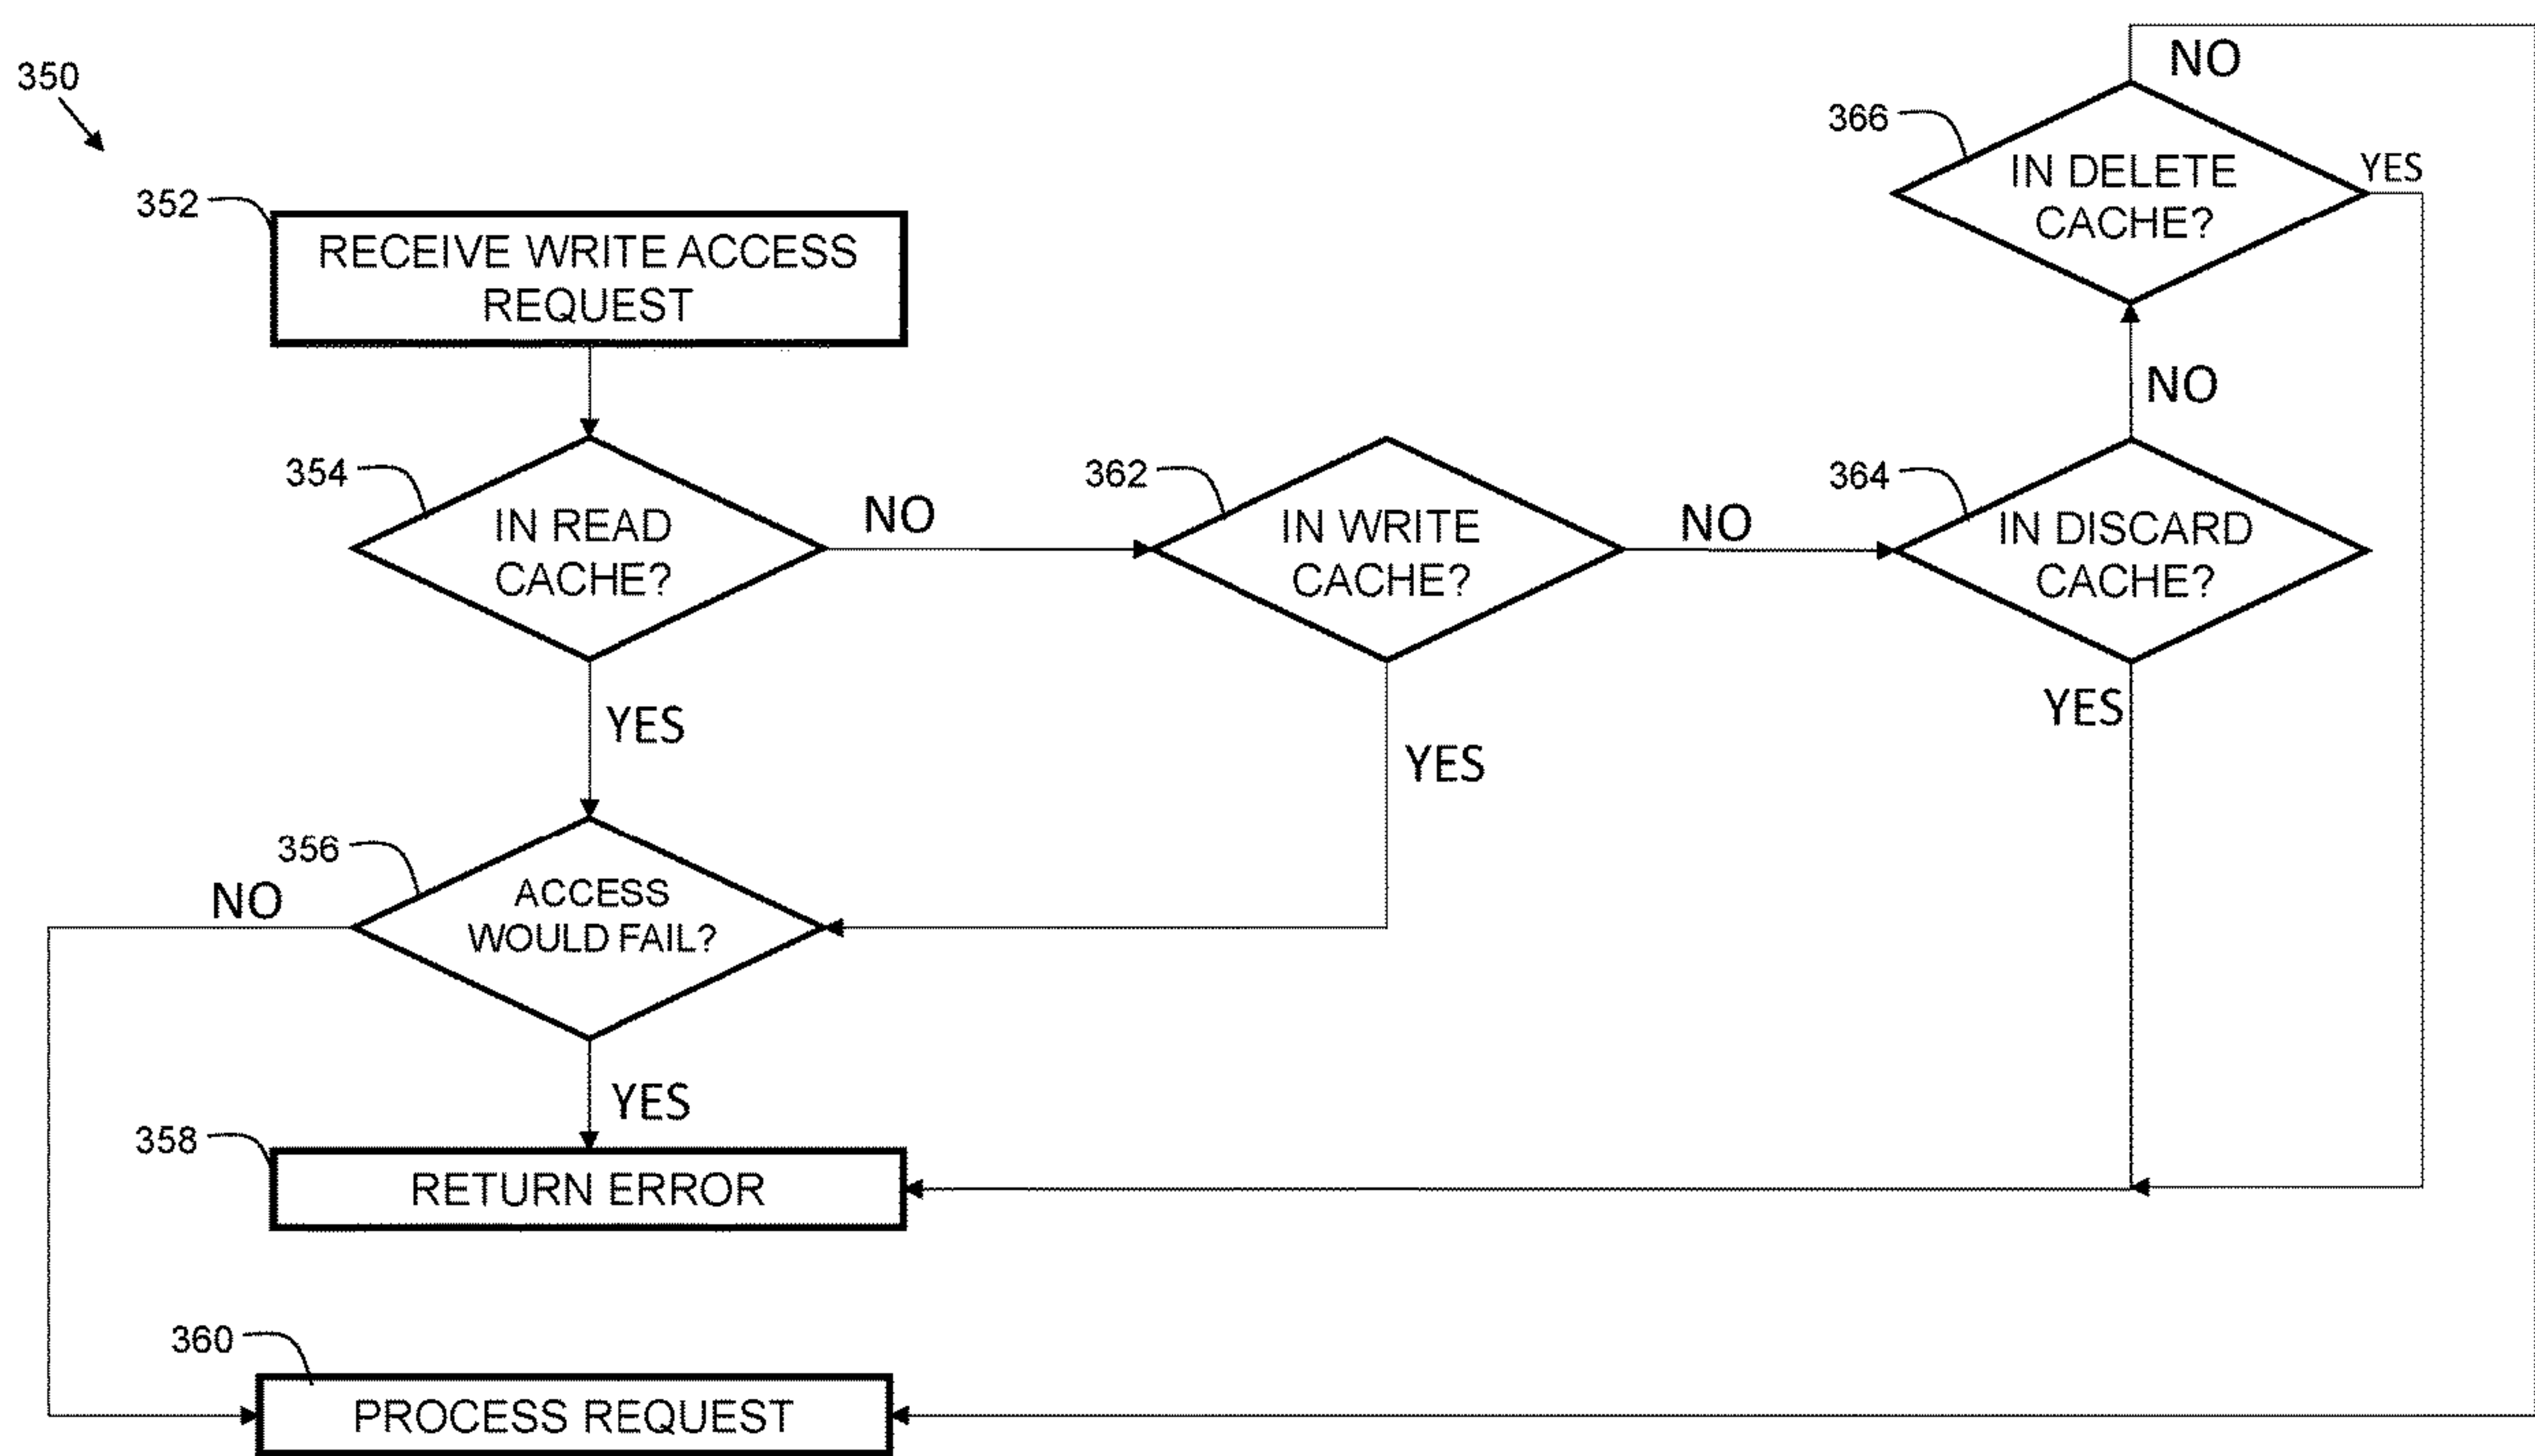 350
352
RECEIVE WRITE ACCESS
REQUEST
354
IN READ
CACHE?
NO
362
IN WRITE
CACHE?
NO
364
IN DISCARD
CACHE?
NO
366
IN DELETE
CACHE?
NO
YES
YES
YES
YES
356
ACCESS
WOULD FAIL?
NO
YES
358
RETURN ERROR
360
PROCESS REQUEST